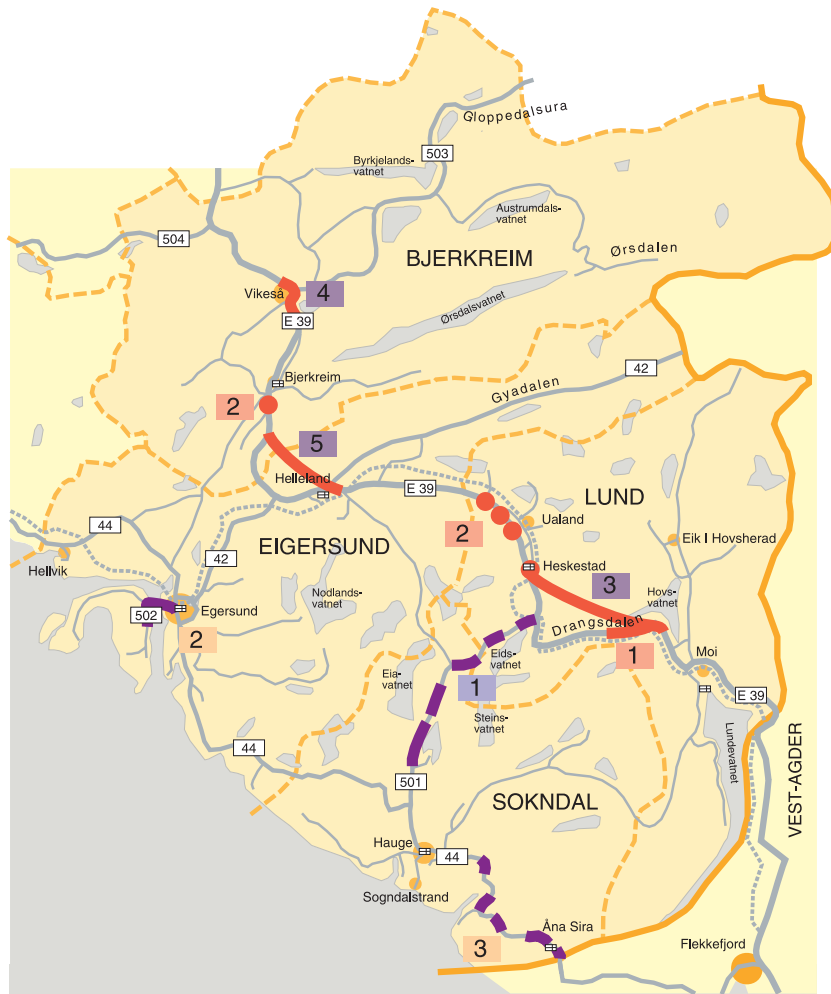 Gloppedalsura
503
Byrkjelands-
vatnet
Austrumdals-
vatnet
504
BJERKREIM
Ørsdalen
Vikeså
4
E 39
Ørsdalsvatnet
Bjerkreim
42
Gyadalen
2
5
Helleland
E 39
LUND
44
2
Ualand
Eik I Hovsherad
42
EIGERSUND
Hellvik
Heskestad
3
Nodlands-
vatnet
Hovs-
vatnet
502
Egersund
Drangsdalen
2
Eids-
vatnet
1
Moi
Eia-
vatnet
1
E 39
Steins-
vatnet
Lundevatnet
44
VEST-AGDER
501
SOKNDAL
Hauge
44
Sogndalstrand
Åna Sira
3
Flekkefjord